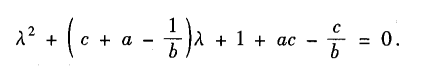 λ² + (c + a − 1/b)λ + 1 + ac − c/b = 0.